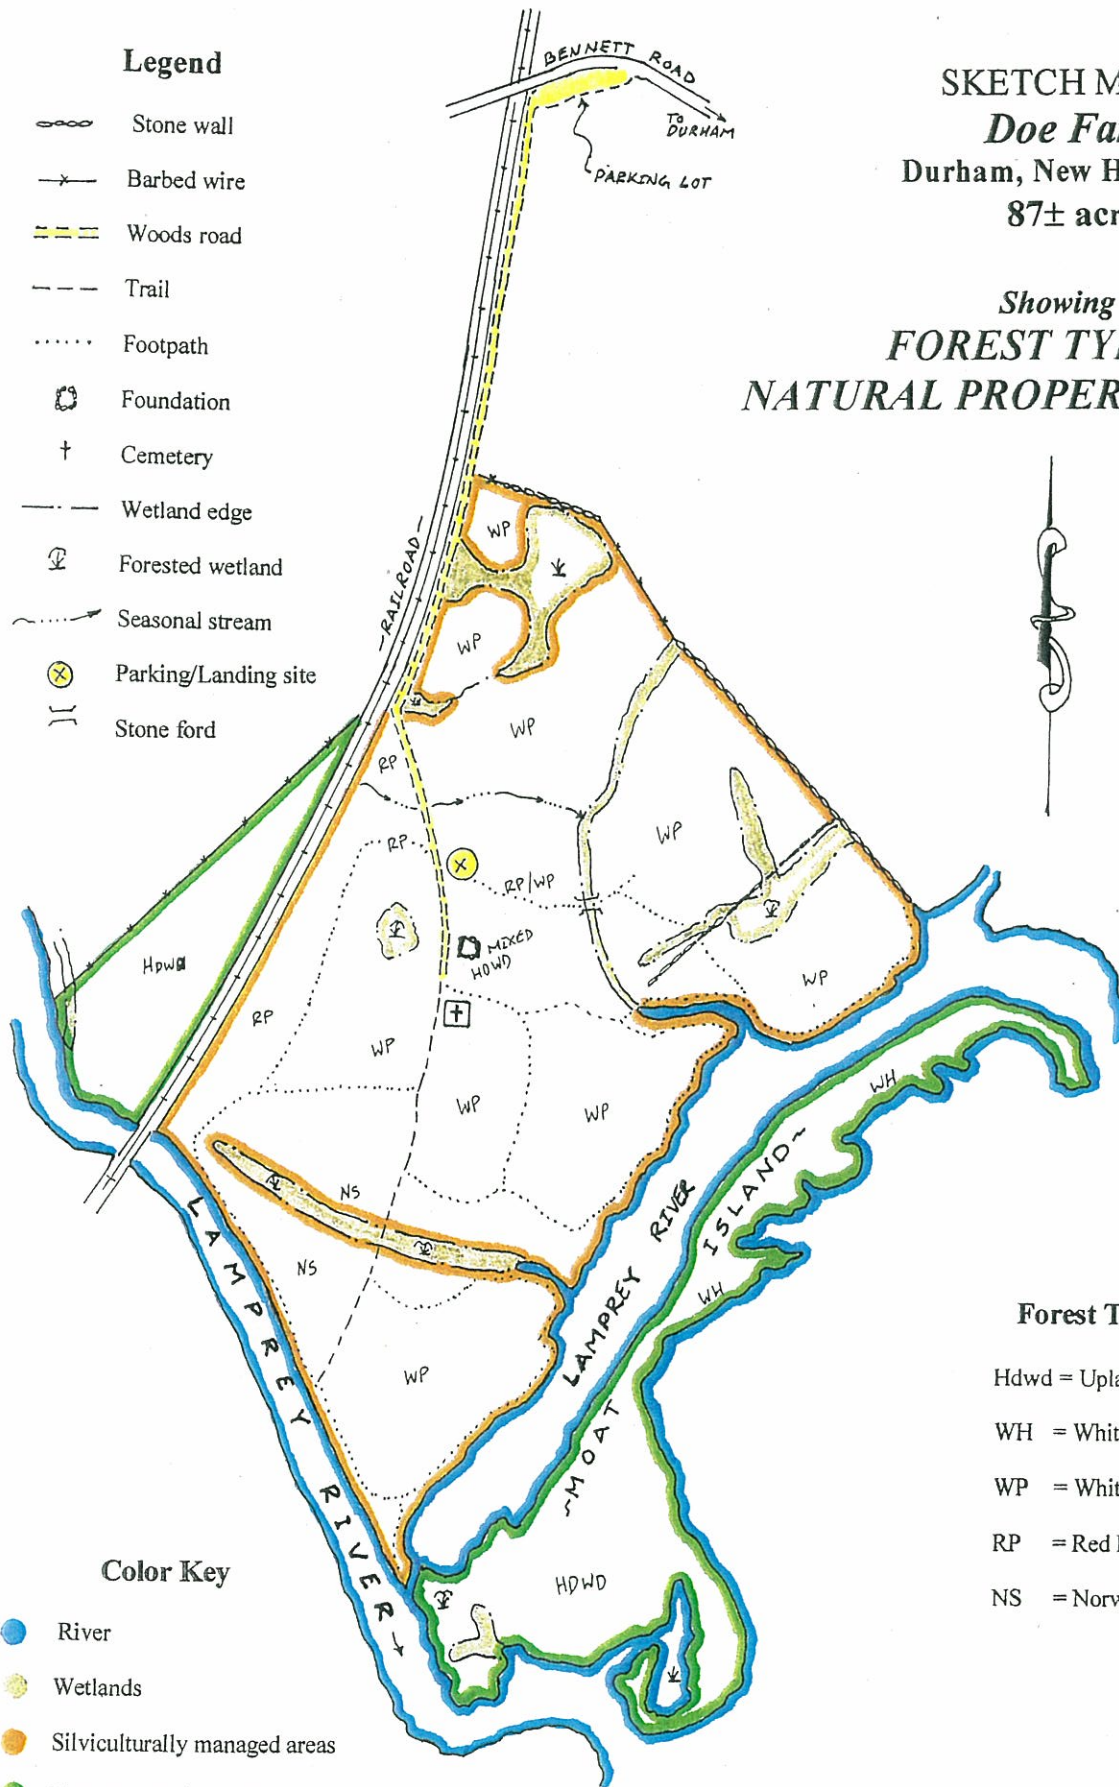 Legend
Stone wall
Barbed wire
Woods road
Trail
Footpath
Foundation
Cemetery
Wetland edge
Forested wetland
Seasonal stream
Parking/Landing site
Stone ford
SKETCH M
Doe Fa
Durham, New H
87± acr
Showing
FOREST TY
NATURAL PROPER
BENNETT ROAD
TO
DURHAM
PARKING LOT
-RAILROAD-
WP
WP
WP
RP
RP
WP
RP/WP
MIXED
HDWD
Hdwd
RP
WP
WP
WP
WP
NS
NS
WP
WH
WH
LAMPREY RIVER
LAMPREY RIVER
~MOAT ISLAND~
HDWD
Forest T
Hdwd = Upla
WH = Whit
WP = Whit
RP = Red
NS = Norw
Color Key
River
Wetlands
Silviculturally managed areas